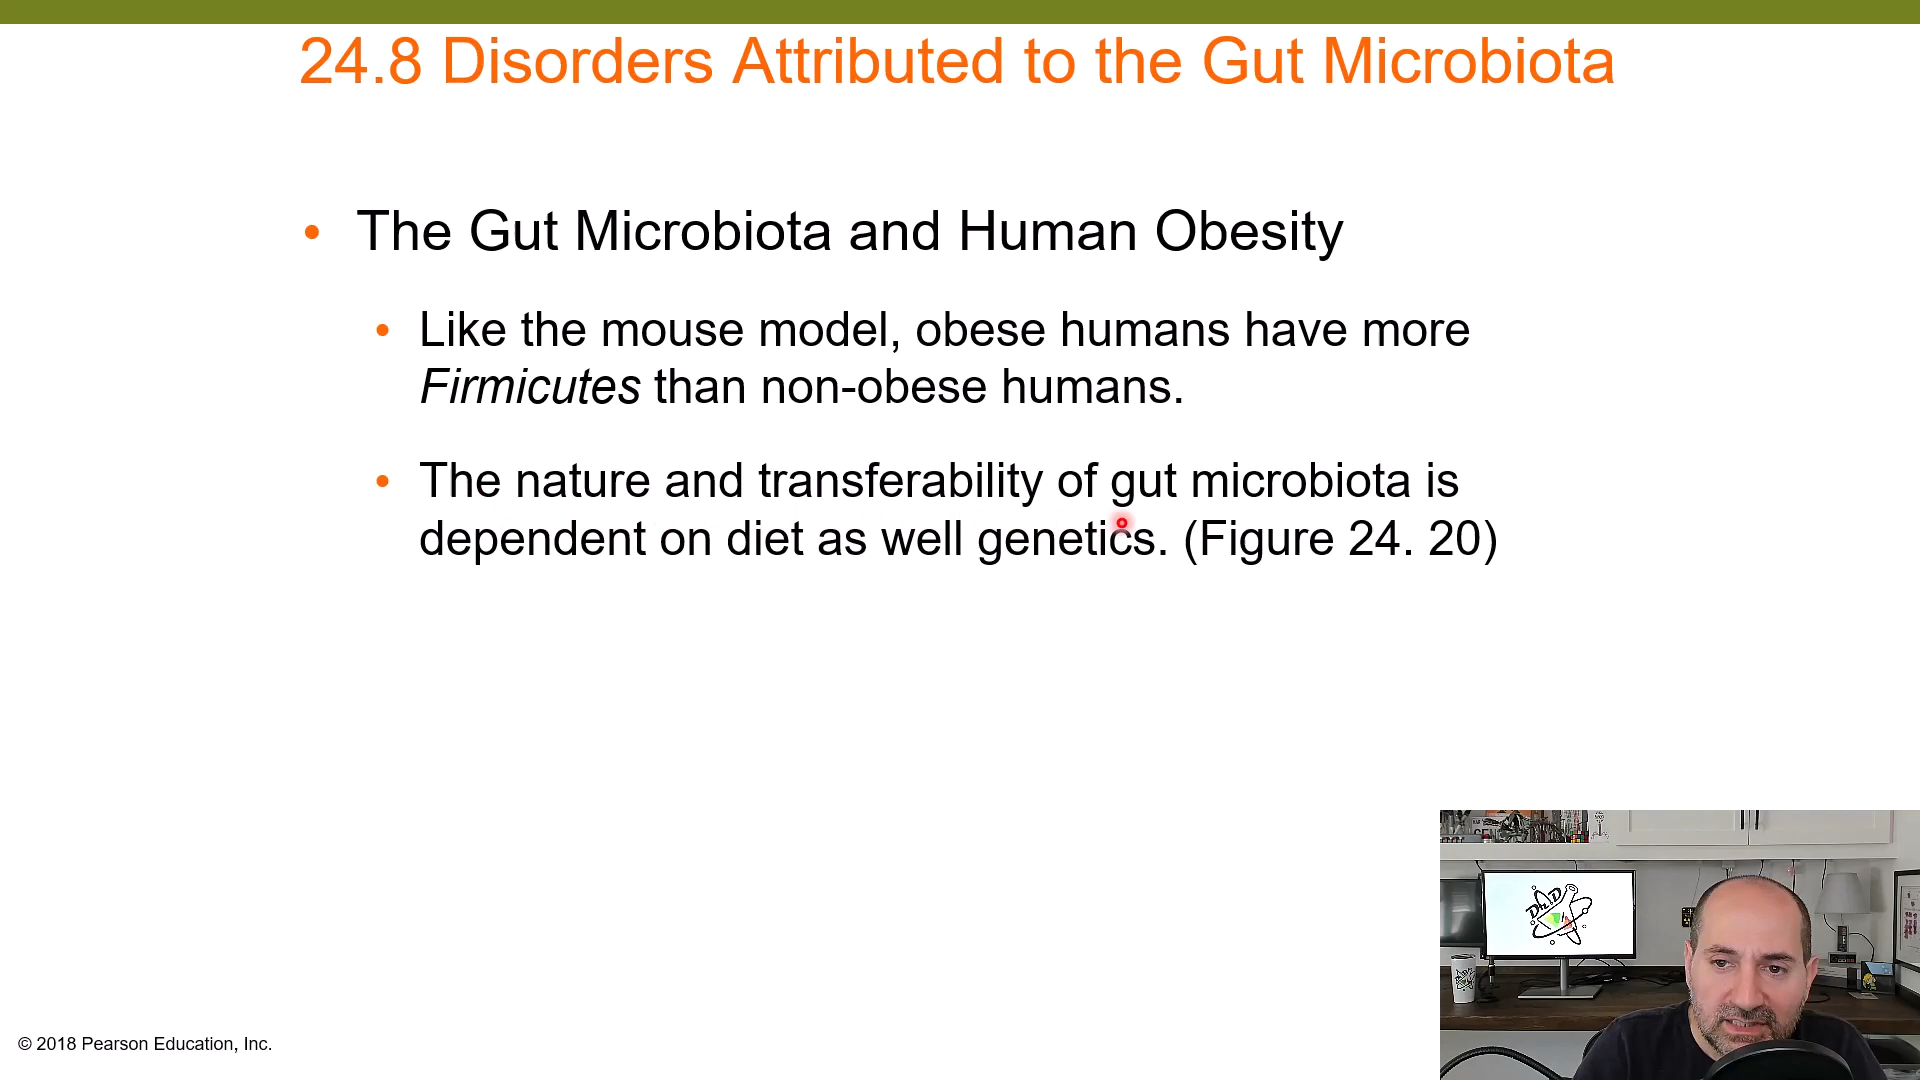 24.8 Disorders Attributed to the Gut Microbiota
• The Gut Microbiota and Human Obesity
• Like the mouse model, obese humans have more
Firmicutes than non-obese humans.
• The nature and transferability of gut microbiota is
dependent on diet as well genetics. (Figure 24. 20)
© 2018 Pearson Education, Inc.